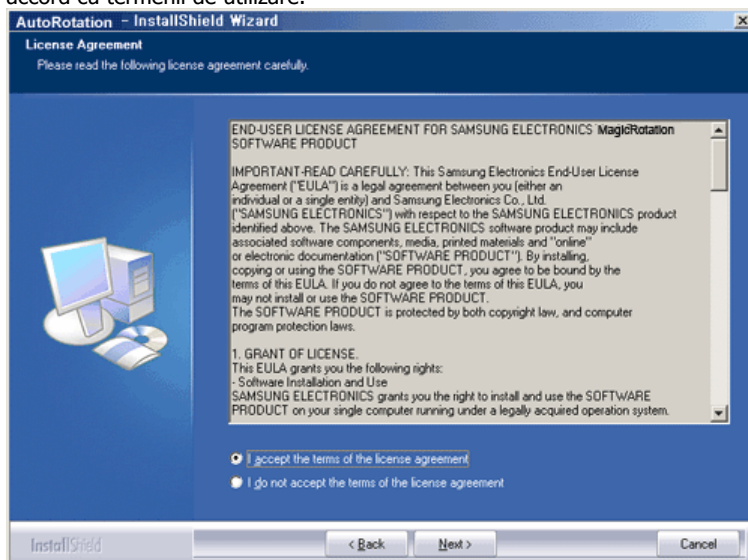 acord cu termenii de utilizare.
AutoRotation - InstallShield Wizard
License Agreement
Please read the following license agreement carefully.
END-USER LICENSE AGREEMENT FOR SAMSUNG ELECTRONICS MagicRotation
SOFTWARE PRODUCT
IMPORTANT-READ CAREFULLY: This Samsung Electronics End-User License
Agreement ("EULA") is a legal agreement between you (either an
individual or a single entity) and Samsung Electronics Co., Ltd.
("SAMSUNG ELECTRONICS") with respect to the SAMSUNG ELECTRONICS product
identified above. The SAMSUNG ELECTRONICS software product may include
associated software components, media, printed materials and "online"
or electronic documentation ("SOFTWARE PRODUCT"). By installing,
copying or using the SOFTWARE PRODUCT, you agree to be bound by the
terms of this EULA. If you do not agree to the terms of this EULA, you
may not install or use the SOFTWARE PRODUCT.
The SOFTWARE PRODUCT is protected by both copyright law, and computer
program protection laws.
1. GRANT OF LICENSE.
This EULA grants you the following rights:
- Software Installation and Use
SAMSUNG ELECTRONICS grants you the right to install and use the SOFTWARE
PRODUCT on your single computer running under a legally acquired operation system.
I accept the terms of the license agreement
I do not accept the terms of the license agreement
InstallShield
< Back
Next >
Cancel